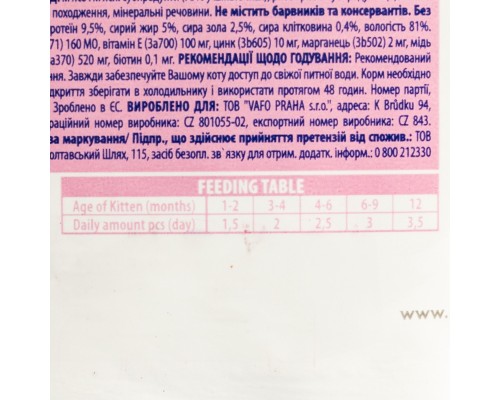 походження, мінеральні речовини. Не містить барвників та консервантів. Без
ротеїн 9,5%, сирий жир 5%, сира зола 2,5%, сира клітковина 0,4%, вологість 81%.
71) 160 МО, вітамін Е (3а700) 100 мг, цинк (3b605) 10 мг, марганець (3b502) 2 мг, мідь
а370) 520 мг, біотин 0,1 мг. РЕКОМЕНДАЦІЇ ЩОДО ГОДУВАННЯ: Рекомендований
ння. Завжди забезпечуйте Вашому коту доступ до свіжої питної води. Корм необхідно
дкриття зберігати в холодильнику і використати протягом 48 годин. Номер партії,
Зроблено в ЄС. ВИРОБЛЕНО ДЛЯ: ТОВ "VAFO PRAHA s.r.o.", адреса: K Brůdku 94,
раційний номер виробника: CZ 801055-02, експортний номер виробника: CZ 843.
ва маркування/ Підпр., що здійснює прийняття претензій від спожив.: ТОВ
олтавський Шлях, 115, засіб безопл. зв`язку для отрим. додатк. інформ.: 0 800 212330
FEEDING TABLE
Age of Kitten (months) 1-2 3-4 4-6 6-9 12
Daily amount pcs (day) 1,5 2 2,5 3 3,5
www.